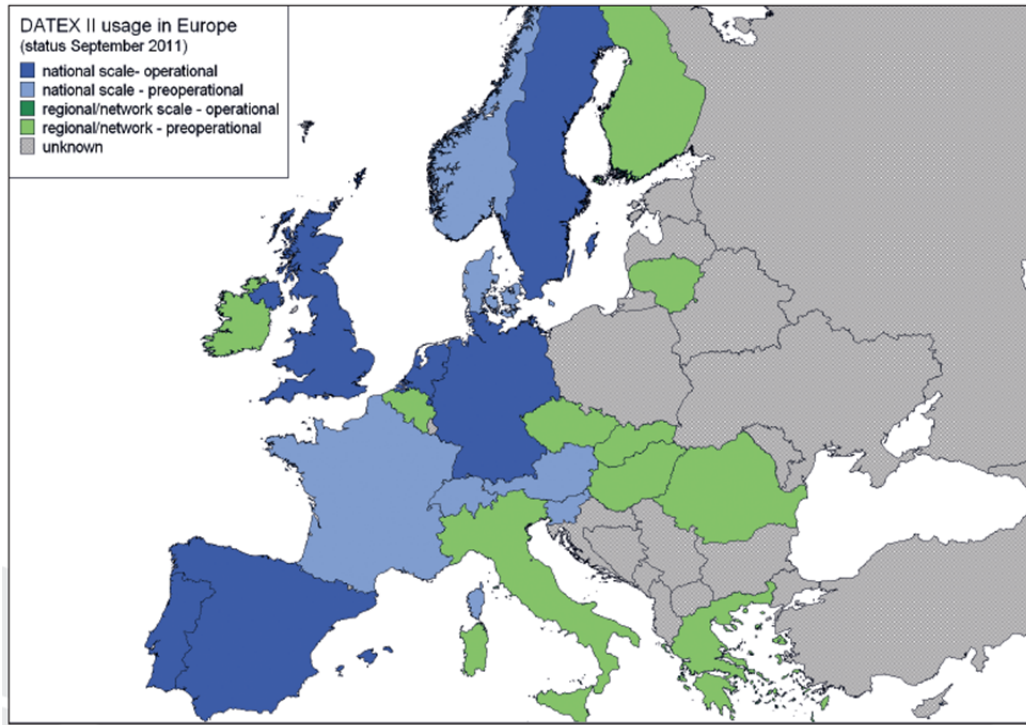 DATEX II usage in Europe
(status September 2011)
national scale- operational
national scale - preoperational
regional/network scale - operational
regional/network - preoperational
unknown